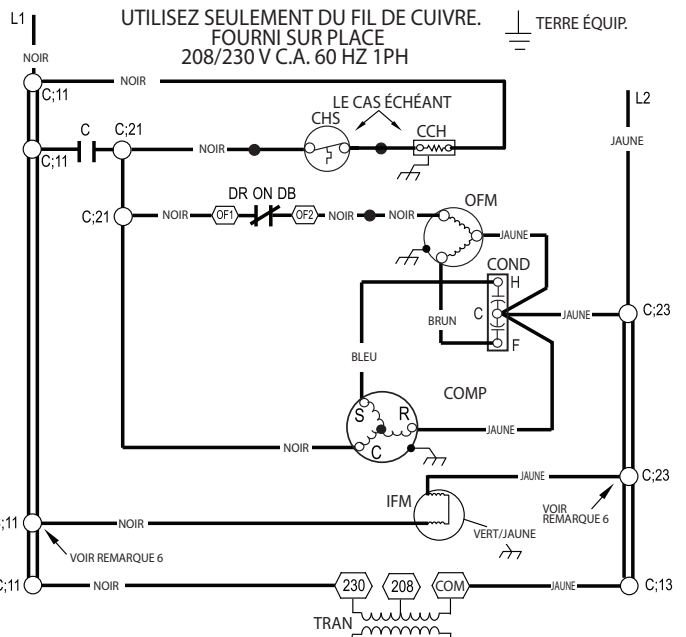 L1
UTILISEZ SEULEMENT DU FIL DE CUIVRE.
FOURNI SUR PLACE
208/230 V C.A. 60 HZ 1PH
TERRE ÉQUIP.
NOIR
C;11
NOIR
LE CAS ÉCHÉANT
L2
CHS
CCH
C
C;21
C;11
NOIR
JAUNE
DR ON DB
OFM
C;21
NOIR
OF1
OF2
NOIR
NOIR
JAUNE
COND
H
C
BRUN
JAUNE
C;23
F
BLEU
COMP
S
R
C
JAUNE
NOIR
JAUNE
C;23
IFM
VOIR
REMARQUE 6
;11
NOIR
VERT/JAUNE
VOIR REMARQUE 6
C;11
NOIR
230
208
COM
JAUNE
C;13
TRAN